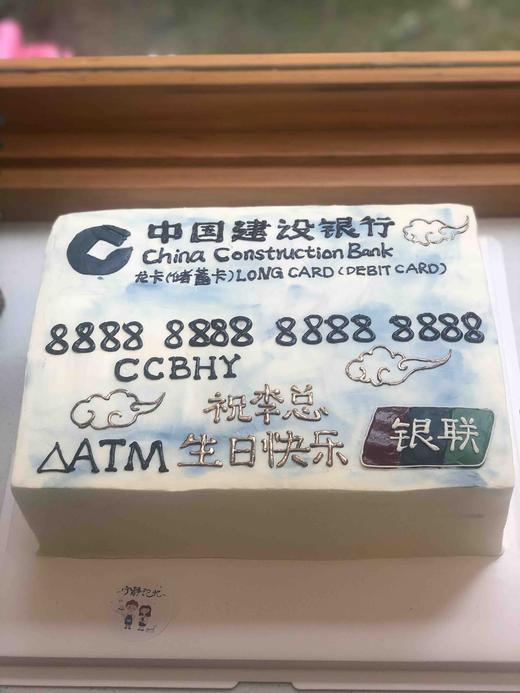 中国建设银行
China Construction Bank
龙卡(储蓄卡)LONG CARD (DEBIT CARD)
8888 8888 8888 8888
CCBHY
祝李总
△ATM 生日快乐 银联